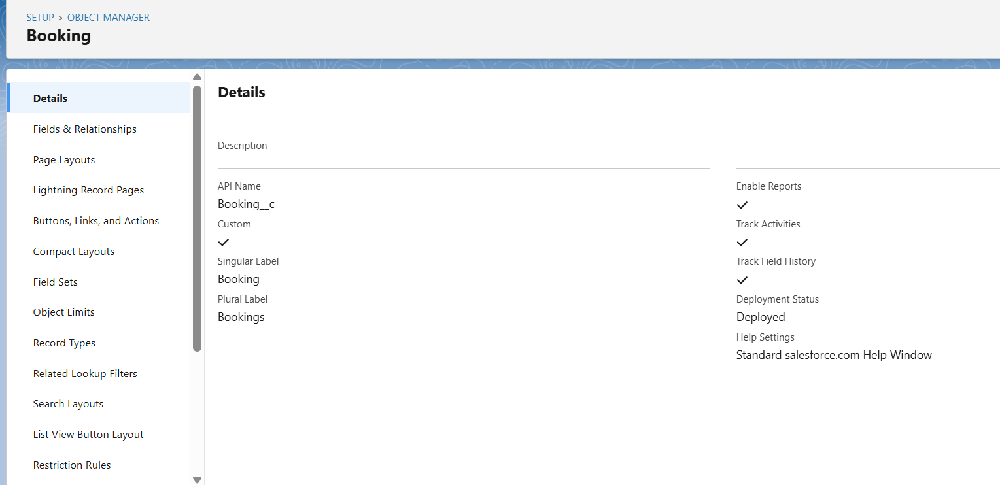 SETUP > OBJECT MANAGER
Booking
Details
Fields & Relationships
Page Layouts
Lightning Record Pages
Buttons, Links, and Actions
Compact Layouts
Field Sets
Object Limits
Record Types
Related Lookup Filters
Search Layouts
List View Button Layout
Restriction Rules
Details
Description
API Name
Booking__c
Custom
Singular Label
Booking
Plural Label
Bookings
Enable Reports
Track Activities
Track Field History
Deployment Status
Deployed
Help Settings
Standard salesforce.com Help Window